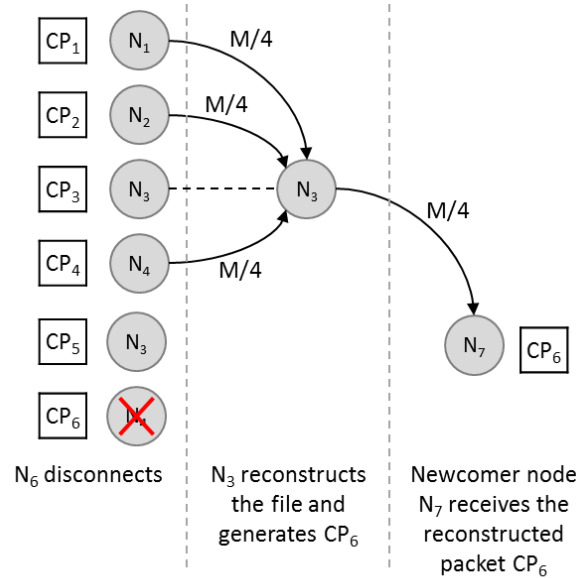 CP₁ N₁ M/4
CP₂ N₂ M/4
CP₃ N₃ N₃ M/4
CP₄ N₄ M/4
CP₅ N₃
N₇ CP₆
CP₆
N₆ disconnects
N₃ reconstructs
the file and
generates CP₆
Newcomer node
N₇ receives the
reconstructed
packet CP₆